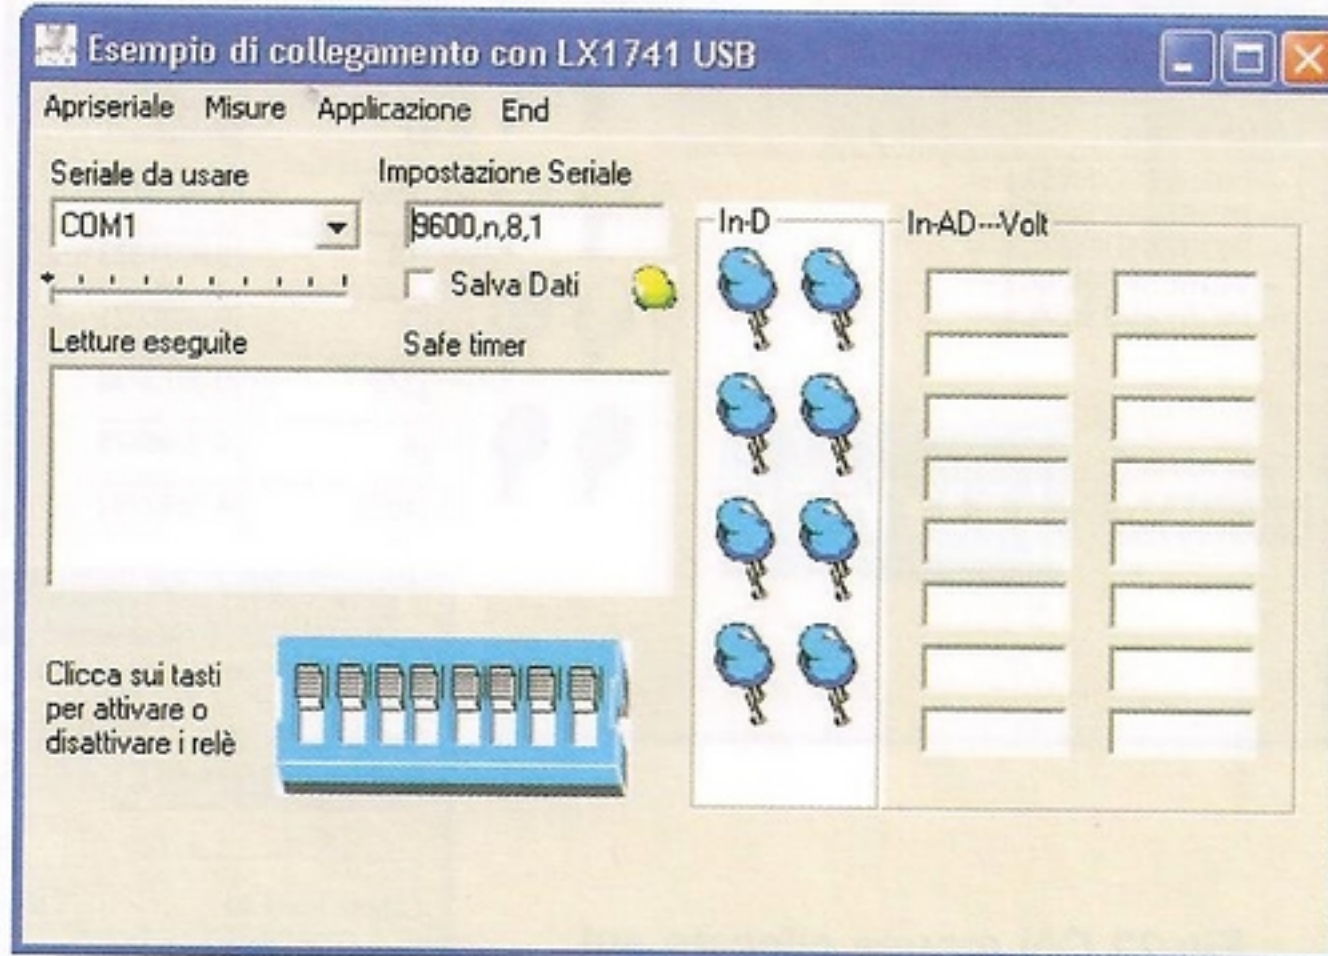 Esempio di collegamento con LX1741 USB
Apriseriale Misure Applicazione End
Seriale da usare
Impostazione Seriale
COM1
9600,n,8,1
Salva Dati
Letture eseguite
Safe timer
In-D
In-AD---Volt
Clicca sui tasti
per attivare o
disattivare i relè